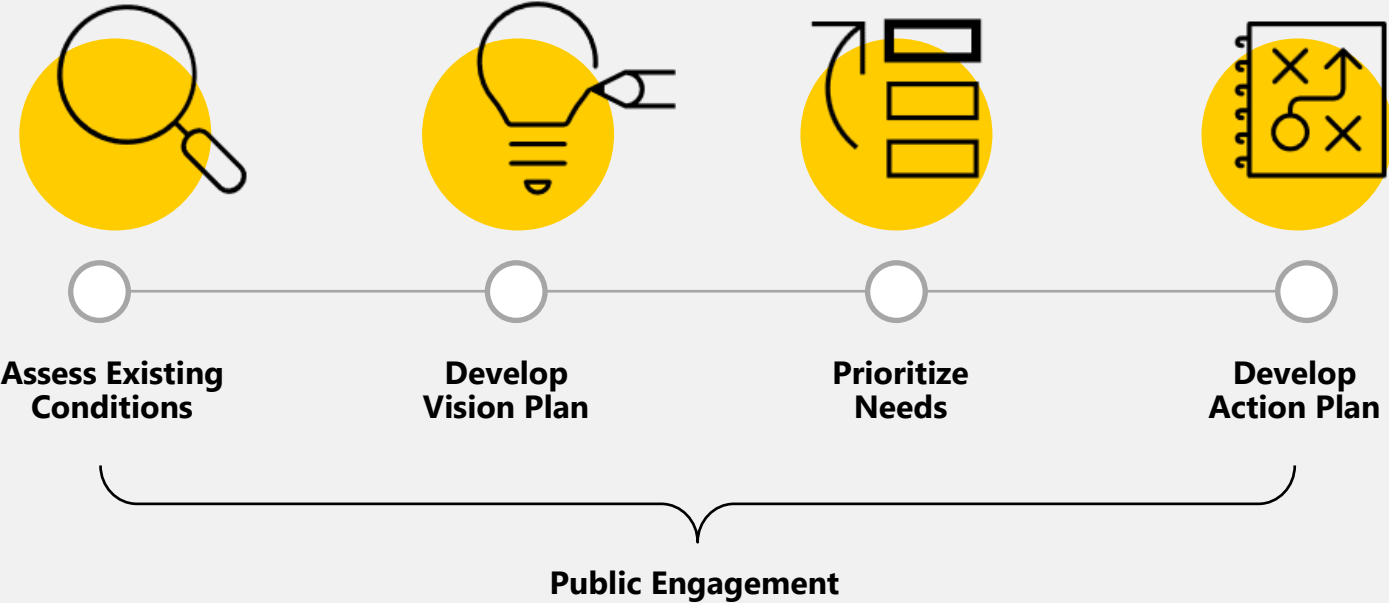 Assess Existing
Conditions
Develop
Vision Plan
Prioritize
Needs
Develop
Action Plan
Public Engagement